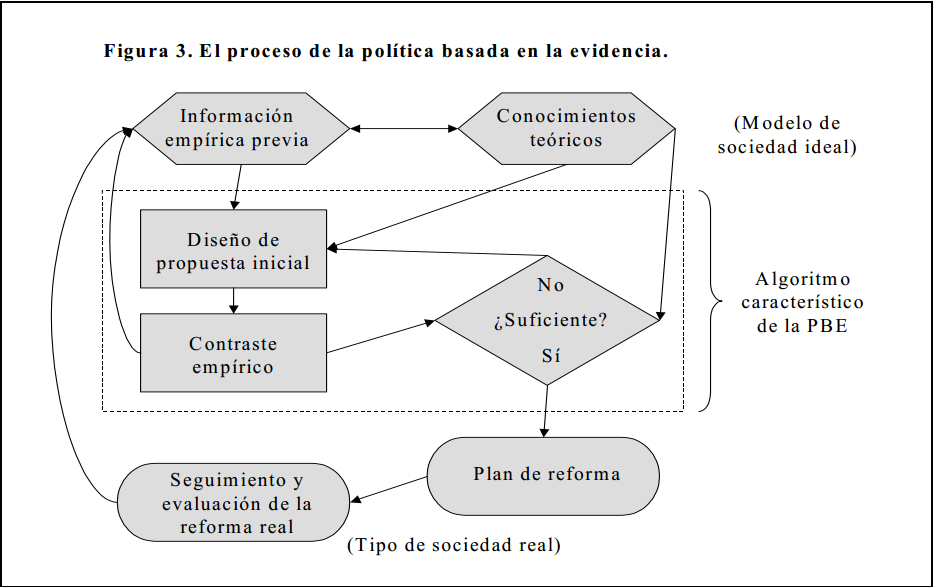 Figura 3. El proceso de la política basada en la evidencia.
Información
empírica previa
Conocimientos
teóricos
(Modelo de
sociedad ideal)
Diseño de
propuesta inicial
No
¿Suficiente?
Sí
Algoritmo
característico
de la PBE
Contraste
empírico
Plan de reforma
Seguimiento y
evaluación de la
reforma real
(Tipo de sociedad real)